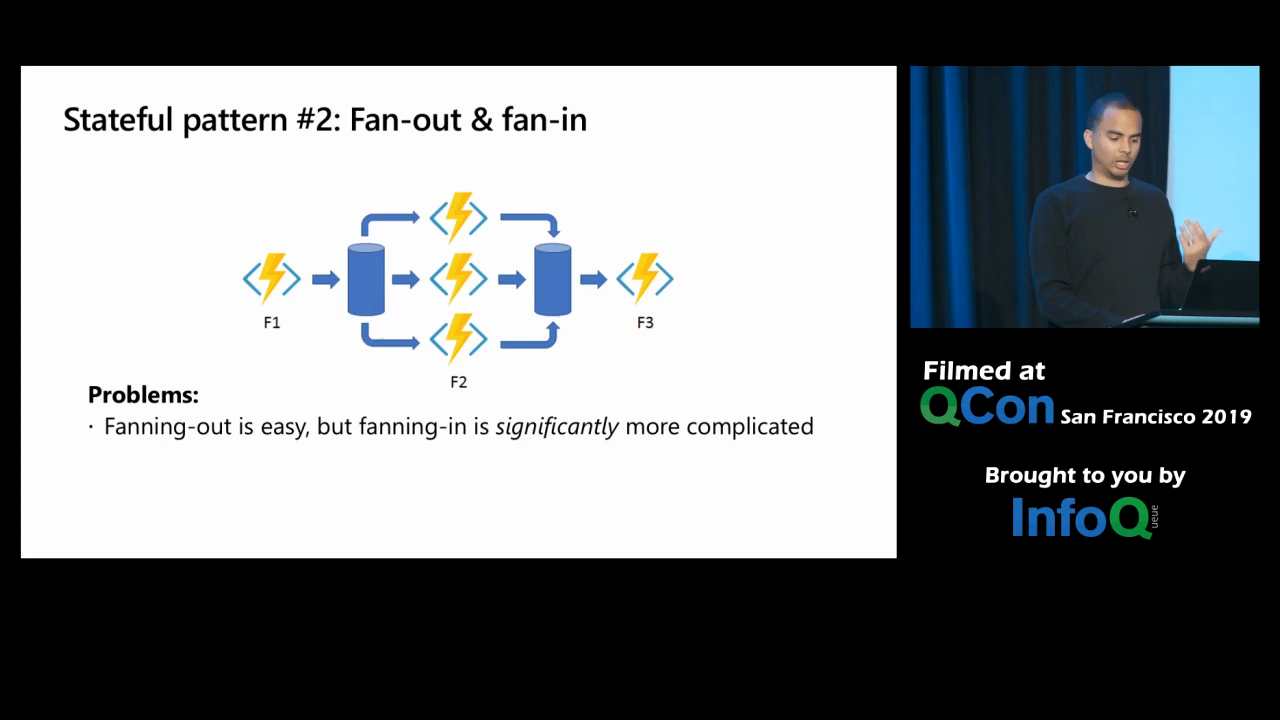 Stateful pattern #2: Fan-out & fan-in
F1
F3
F2
Problems:
· Fanning-out is easy, but fanning-in is significantly more complicated
Filmed at
QCon San Francisco 2019
Brought to you by
InfoQueue